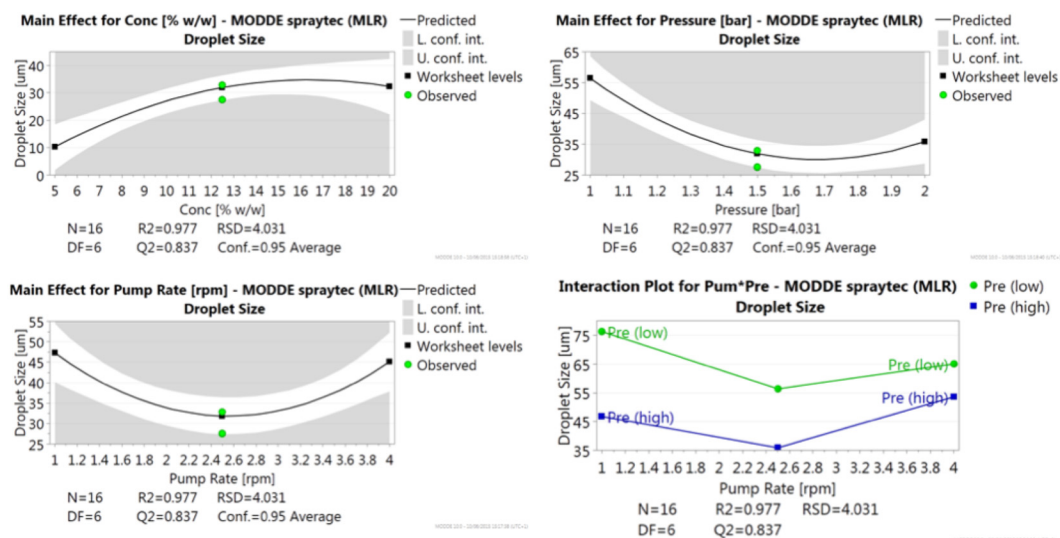 Main Effect for Conc [% w/w] - MODDE spraytec (MLR)
Droplet Size
Predicted
L. conf. int.
U. conf. int.
Worksheet levels
Observed
Droplet Size [um]
40
30
20
10
0
5 6 7 8 9 10 11 12 13 14 15 16 17 18 19 20
Conc [% w/w]
N=16 R2=0.977 RSD=4.031
DF=6 Q2=0.837 Conf.=0.95 Average
Main Effect for Pressure [bar] - MODDE spraytec (MLR)
Droplet Size
Predicted
L. conf. int.
U. conf. int.
Worksheet levels
Observed
Droplet Size [um]
65
55
45
35
25
1 1.1 1.2 1.3 1.4 1.5 1.6 1.7 1.8 1.9 2
Pressure [bar]
N=16 R2=0.977 RSD=4.031
DF=6 Q2=0.837 Conf.=0.95 Average
Main Effect for Pump Rate [rpm] - MODDE spraytec (MLR)
Droplet Size
Predicted
L. conf. int.
U. conf. int.
Worksheet levels
Observed
Droplet Size [um]
55
50
45
40
35
30
25
1 1.2 1.4 1.6 1.8 2 2.2 2.4 2.6 2.8 3 3.2 3.4 3.6 3.8 4
Pump Rate [rpm]
N=16 R2=0.977 RSD=4.031
DF=6 Q2=0.837 Conf.=0.95 Average
Interaction Plot for Pum*Pre - MODDE spraytec (MLR)
Droplet Size
Pre (low)
Pre (high)
Droplet Size [um]
75
65
55
45
35
Pre (low)
Pre (low)
Pre (high)
Pre (high)
1 1.2 1.4 1.6 1.8 2 2.2 2.4 2.6 2.8 3 3.2 3.4 3.6 3.8 4
Pump Rate [rpm]
N=16 R2=0.977 RSD=4.031
DF=6 Q2=0.837